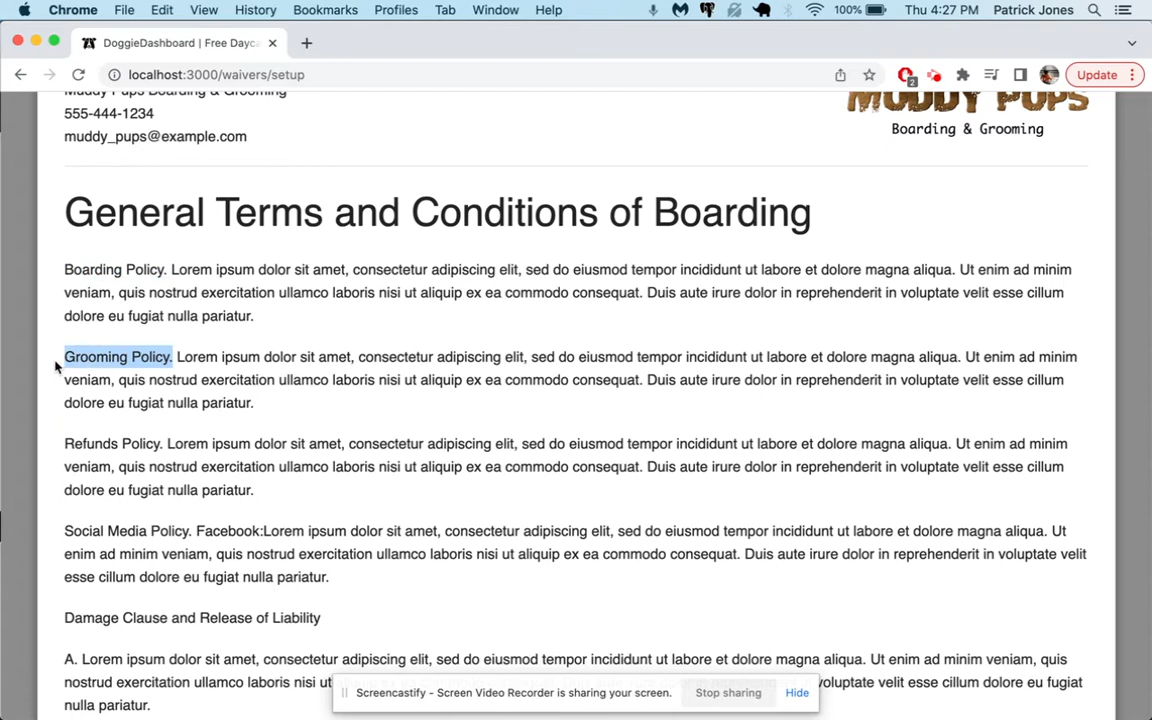 Chrome File Edit View History Bookmarks Profiles Tab Window Help 100% Thu 4:27 PM Patrick Jones
DoggieDashboard | Free Dayca
localhost:3000/waivers/setup 2 Update
Muddy Pups Boarding & Grooming
555-444-1234
muddy_pups@example.com
MUDDY PUPS
Boarding & Grooming
General Terms and Conditions of Boarding
Boarding Policy. Lorem ipsum dolor sit amet, consectetur adipiscing elit, sed do eiusmod tempor incididunt ut labore et dolore magna aliqua. Ut enim ad minim
veniam, quis nostrud exercitation ullamco laboris nisi ut aliquip ex ea commodo consequat. Duis aute irure dolor in reprehenderit in voluptate velit esse cillum
dolore eu fugiat nulla pariatur.
Grooming Policy. Lorem ipsum dolor sit amet, consectetur adipiscing elit, sed do eiusmod tempor incididunt ut labore et dolore magna aliqua. Ut enim ad minim
veniam, quis nostrud exercitation ullamco laboris nisi ut aliquip ex ea commodo consequat. Duis aute irure dolor in reprehenderit in voluptate velit esse cillum
dolore eu fugiat nulla pariatur.
Refunds Policy. Lorem ipsum dolor sit amet, consectetur adipiscing elit, sed do eiusmod tempor incididunt ut labore et dolore magna aliqua. Ut enim ad minim
veniam, quis nostrud exercitation ullamco laboris nisi ut aliquip ex ea commodo consequat. Duis aute irure dolor in reprehenderit in voluptate velit esse cillum
dolore eu fugiat nulla pariatur.
Social Media Policy. Facebook:Lorem ipsum dolor sit amet, consectetur adipiscing elit, sed do eiusmod tempor incididunt ut labore et dolore magna aliqua. Ut
enim ad minim veniam, quis nostrud exercitation ullamco laboris nisi ut aliquip ex ea commodo consequat. Duis aute irure dolor in reprehenderit in voluptate velit
esse cillum dolore eu fugiat nulla pariatur.
Damage Clause and Release of Liability
A. Lorem ipsum dolor sit amet, consectetur adipiscing elit, sed do eiusmod tempor incididunt ut labore et dolore magna aliqua. Ut enim ad minim veniam, quis
nostrud exercitation ullamco laboris nisi ut voluptate velit esse cillum dolore eu fugiat
nulla pariatur.
Screencastify - Screen Video Recorder is sharing your screen. Stop sharing Hide